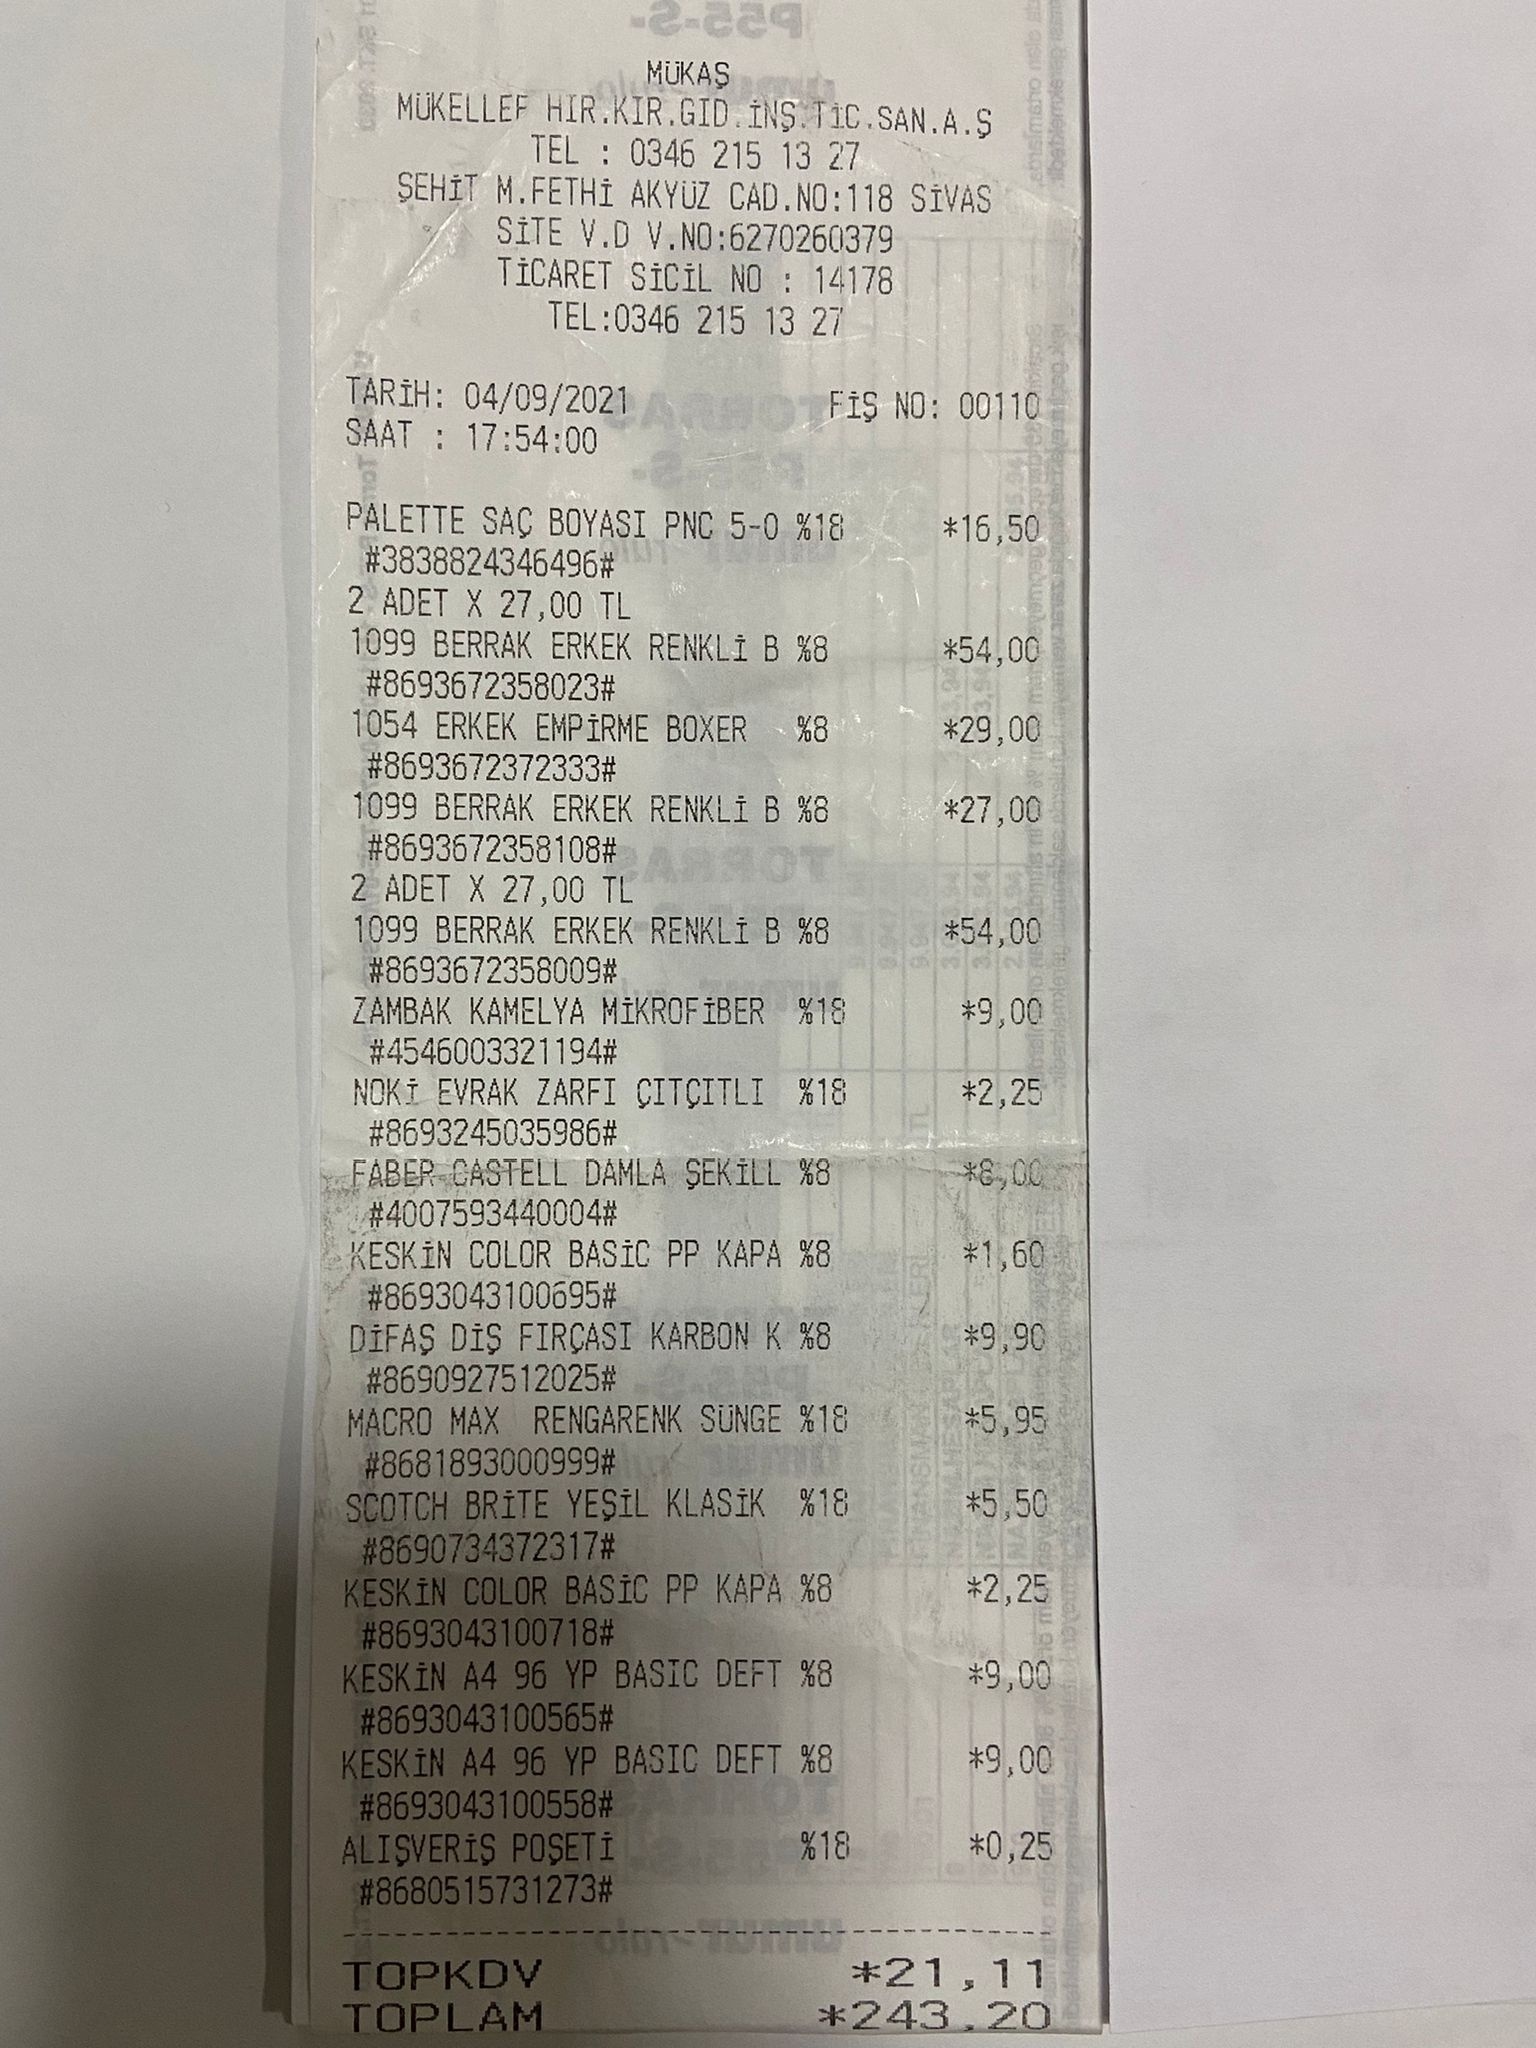 MÜKAŞ
MÜKELLEF HIR.KIR.GID.İNŞ.TİC.SAN.A.Ş
TEL : 0346 215 13 27
ŞEHİT M.FETHİ AKYÜZ CAD.NO:118 SİVAS
SİTE V.D V.NO:6270260379
TİCARET SİCİL NO : 14178
TEL:0346 215 13 27
TARİH: 04/09/2021 FİŞ NO: 00110
SAAT : 17:54:00
PALETTE SAÇ BOYASI PNC 5-0 %18 *16,50
#3838824346496#
2 ADET X 27,00 TL
1099 BERRAK ERKEK RENKLİ B %8 *54,00
#8693672358023#
1054 ERKEK EMPİRME BOXER %8 *29,00
#8693672372333#
1099 BERRAK ERKEK RENKLİ B %8 *27,00
#8693672358108#
2 ADET X 27,00 TL
1099 BERRAK ERKEK RENKLİ B %8 *54,00
#8693672358009#
ZAMBAK KAMELYA MİKROFİBER %18 *9,00
#4546003321194#
NOKİ EVRAK ZARFI ÇITÇITLI %18 *2,25
#8693245035986#
FABER-CASTELL DAMLA ŞEKİLL %8 *8,00
#4007593440004#
KESKİN COLOR BASİC PP KAPA %8 *1,60
#8693043100695#
DİFAŞ DİŞ FIRÇASI KARBON K %8 *9,90
#8690927512025#
MACRO MAX RENGARENK SÜNGE %18 *5,95
#8681893000999#
SCOTCH BRİTE YEŞİL KLASİK %18 *5,50
#8690734372317#
KESKİN COLOR BASİC PP KAPA %8 *2,25
#8693043100718#
KESKİN A4 96 YP BASIC DEFT %8 *9,00
#8693043100565#
KESKİN A4 96 YP BASIC DEFT %8 *9,00
#8693043100558#
ALIŞVERİŞ POŞETİ %18 *0,25
#8680515731273#
TOPKDV *21,11
TOPLAM *243,20